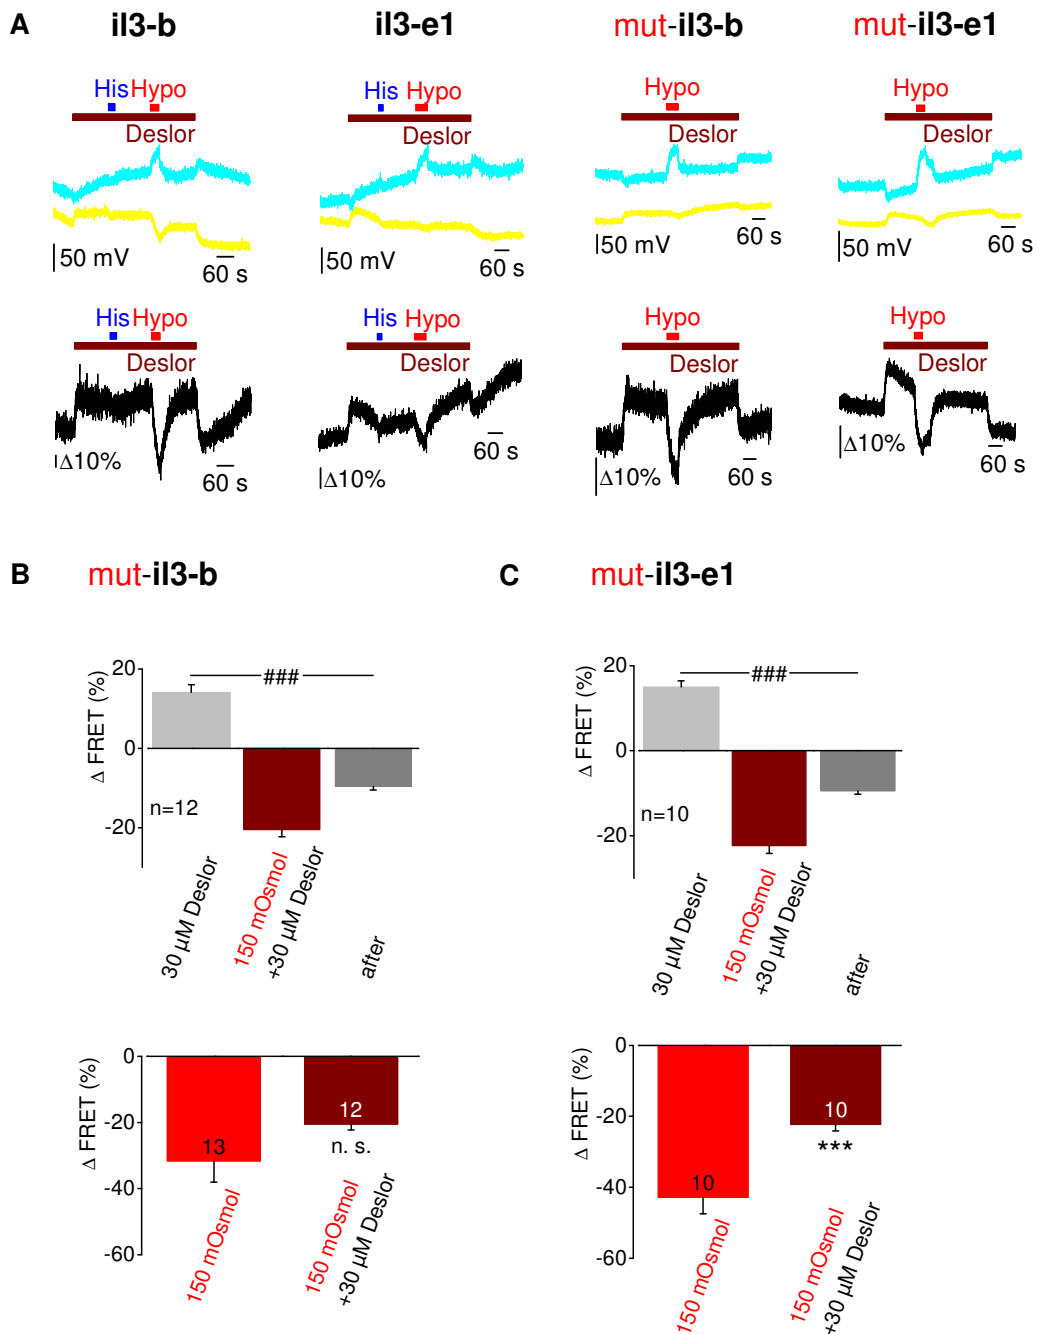 A
il3-b
il3-e1
mut-il3-b
mut-il3-e1
His Hypo
Deslor
50 mV
60 s
His Hypo
Deslor
50 mV
60 s
Hypo
Deslor
50 mV
60 s
Hypo
Deslor
50 mV
60 s
His Hypo
Deslor
Δ10%
60 s
His Hypo
Deslor
Δ10%
60 s
Hypo
Deslor
Δ10%
60 s
Hypo
Deslor
Δ10%
60 s
B
mut-il3-b
Δ FRET (%)
20
0
-20
###
n=12
30 µM Deslor
150 mOsmol
+30 µM Deslor
after
Δ FRET (%)
0
-20
-40
-60
13
12
n. s.
150 mOsmol
150 mOsmol
+30 µM Deslor
C
mut-il3-e1
Δ FRET (%)
20
0
-20
###
n=10
30 µM Deslor
150 mOsmol
+30 µM Deslor
after
Δ FRET (%)
0
-20
-40
-60
10
10
***
150 mOsmol
150 mOsmol
+30 µM Deslor